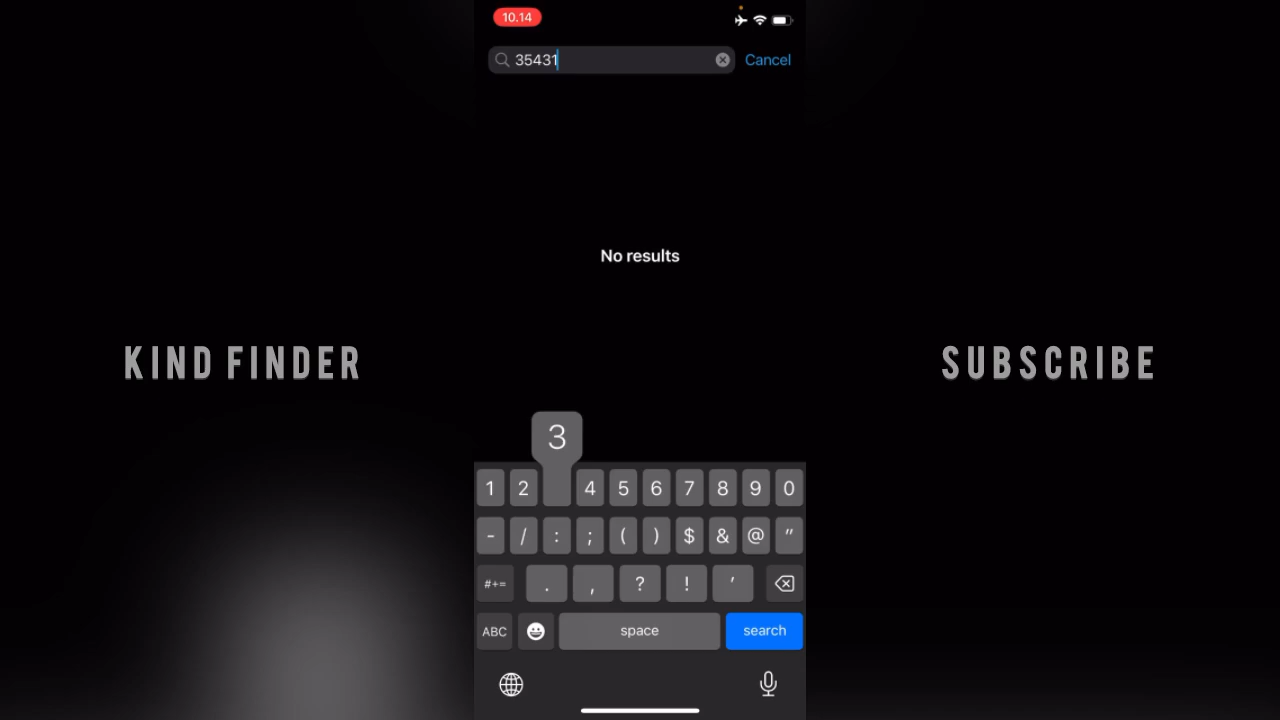 10.14
35431
Cancel
No results
KIND FINDER
SUBSCRIBE
3
1 2 4 5 6 7 8 9 0
- / : ; ( ) $ & @ "
#+= . , ? ! '
ABC space search